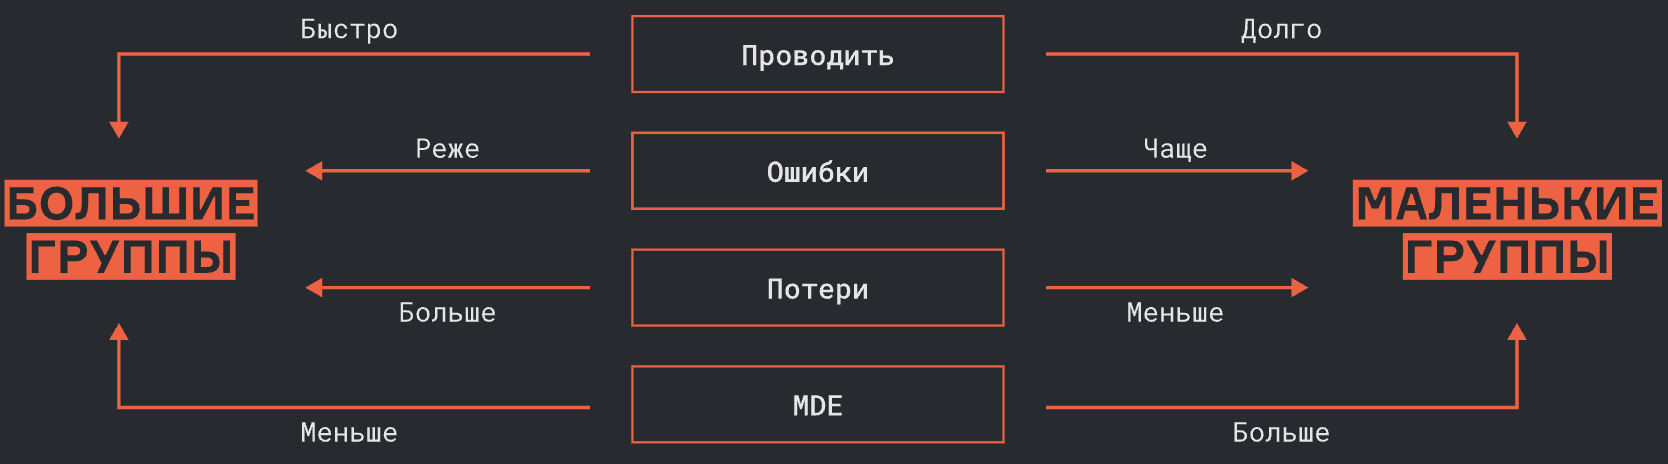 Быстро
Проводить
Долго
Реже
Ошибки
Чаще
БОЛЬШИЕ
ГРУППЫ
МАЛЕНЬКИЕ
ГРУППЫ
Потери
Больше
Меньше
MDE
Меньше
Больше